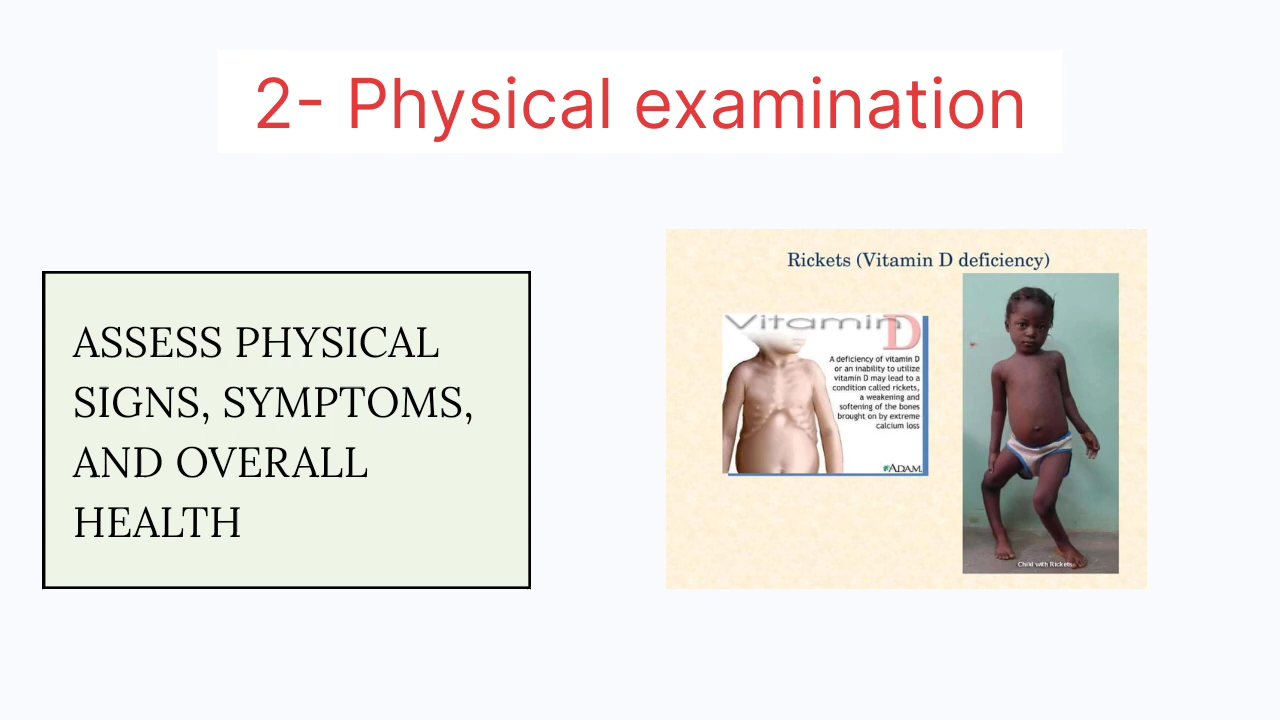 2- Physical examination
ASSESS PHYSICAL
SIGNS, SYMPTOMS,
AND OVERALL
HEALTH
Rickets (Vitamin D deficiency)
Vitamin
D
A deficiency of vitamin D
or an inability to utilize
vitamin D may lead to a
condition called rickets,
a weakening and
softening of the bones
brought on by extreme
calcium loss
ADAM.
Child with Rickets